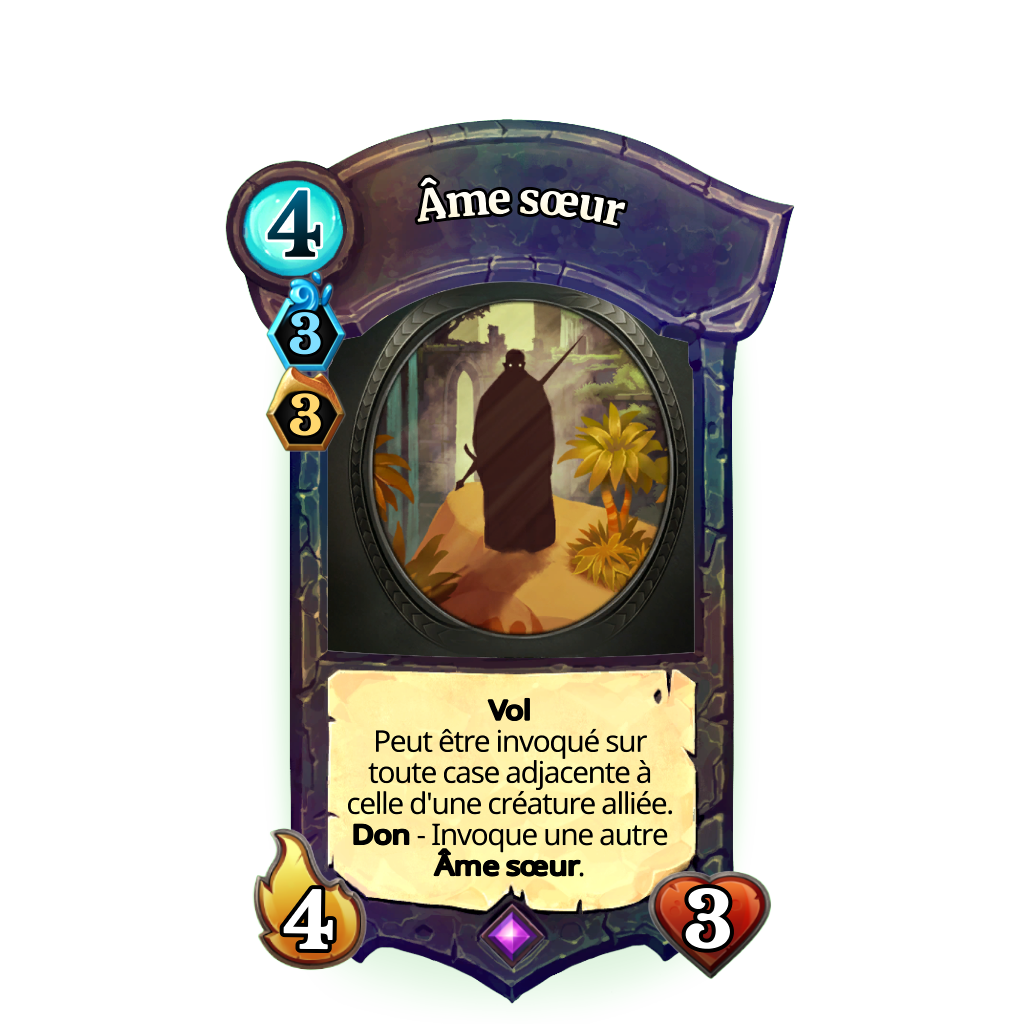 4
Âme sœur
3
3
Vol
Peut être invoqué sur
toute case adjacente à
celle d'une créature alliée.
Don - Invoque une autre
Âme sœur.
4
3